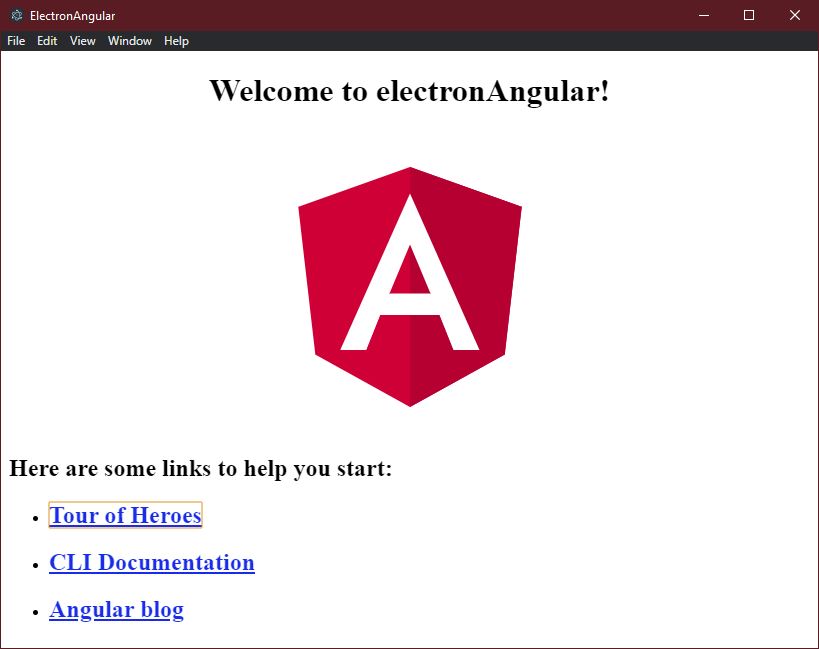 ElectronAngular
File Edit View Window Help
Welcome to electronAngular!
A
Here are some links to help you start:
Tour of Heroes
CLI Documentation
Angular blog